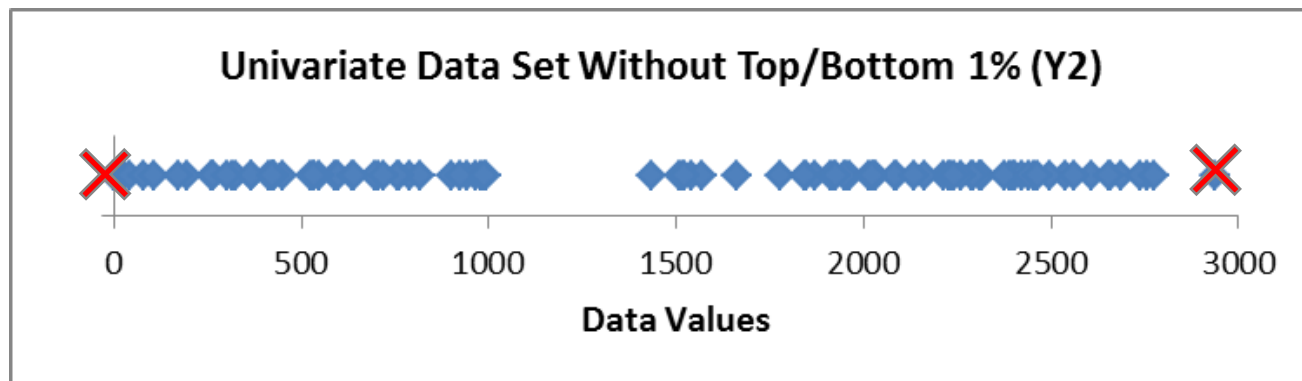 Univariate Data Set Without Top/Bottom 1% (Y2)
0 500 1000 1500 2000 2500 3000
Data Values